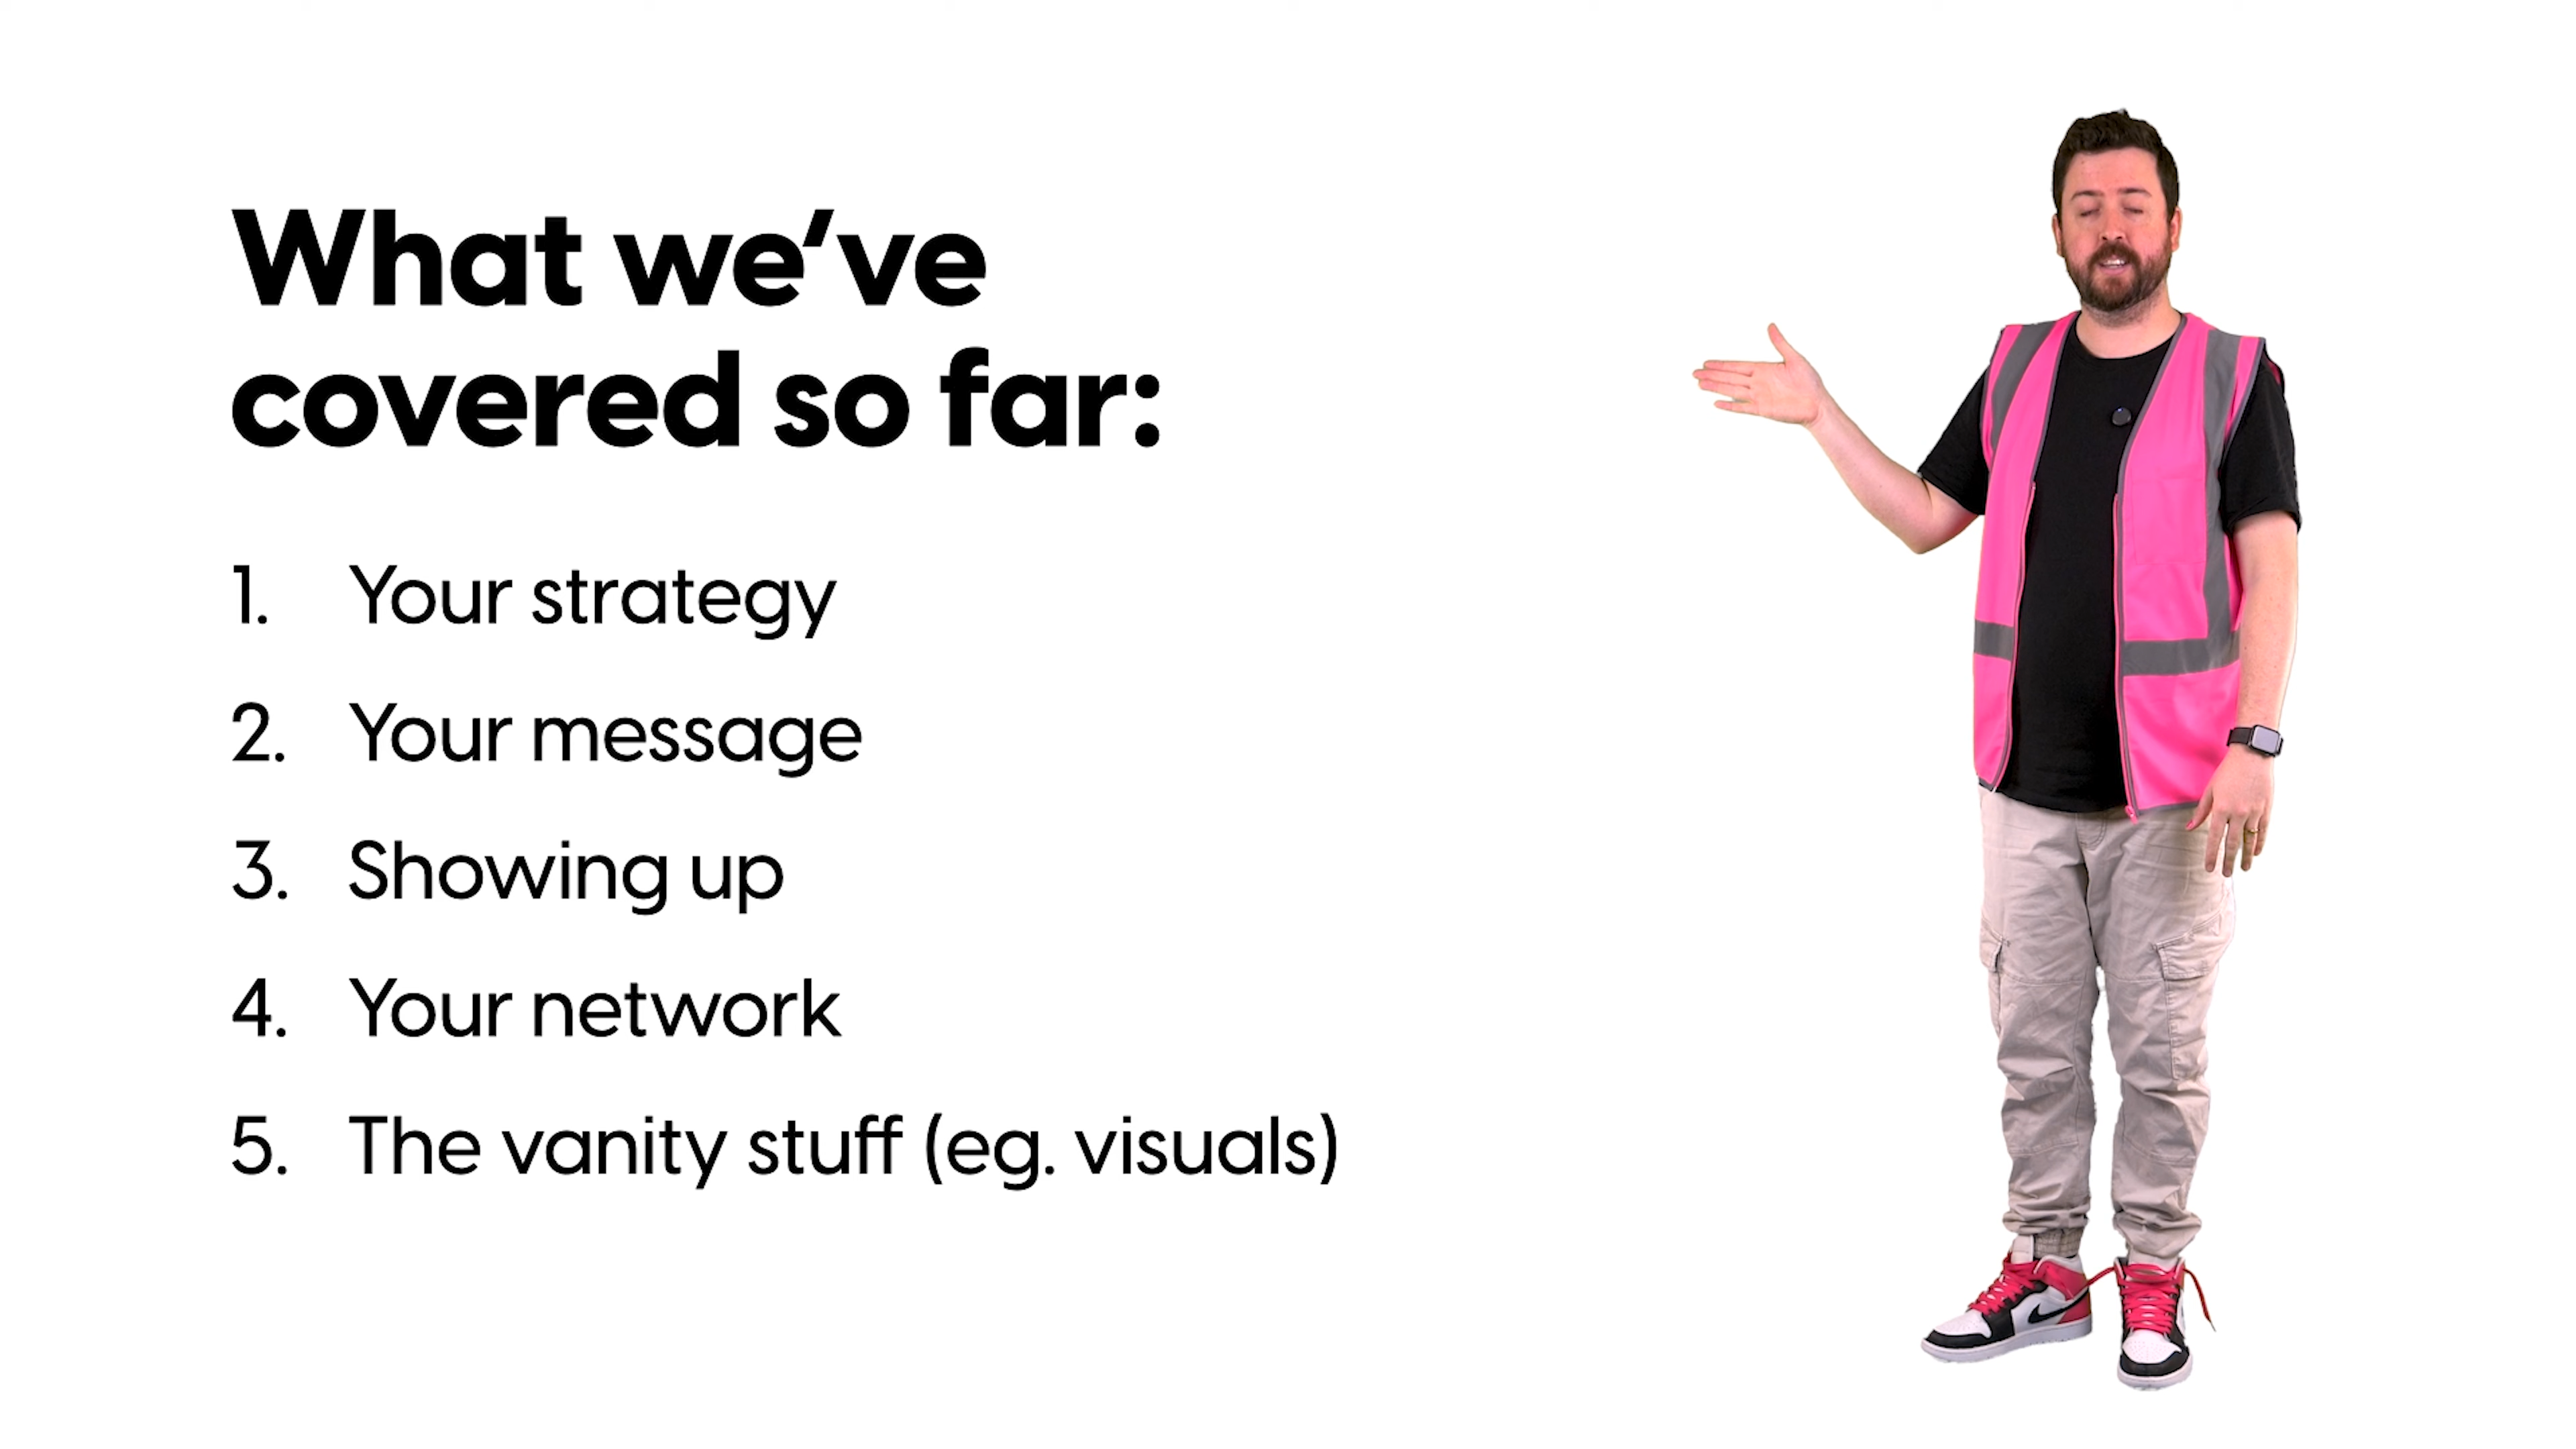 What we've
covered so far:
1. Your strategy
2. Your message
3. Showing up
4. Your network
5. The vanity stuff (eg. visuals)